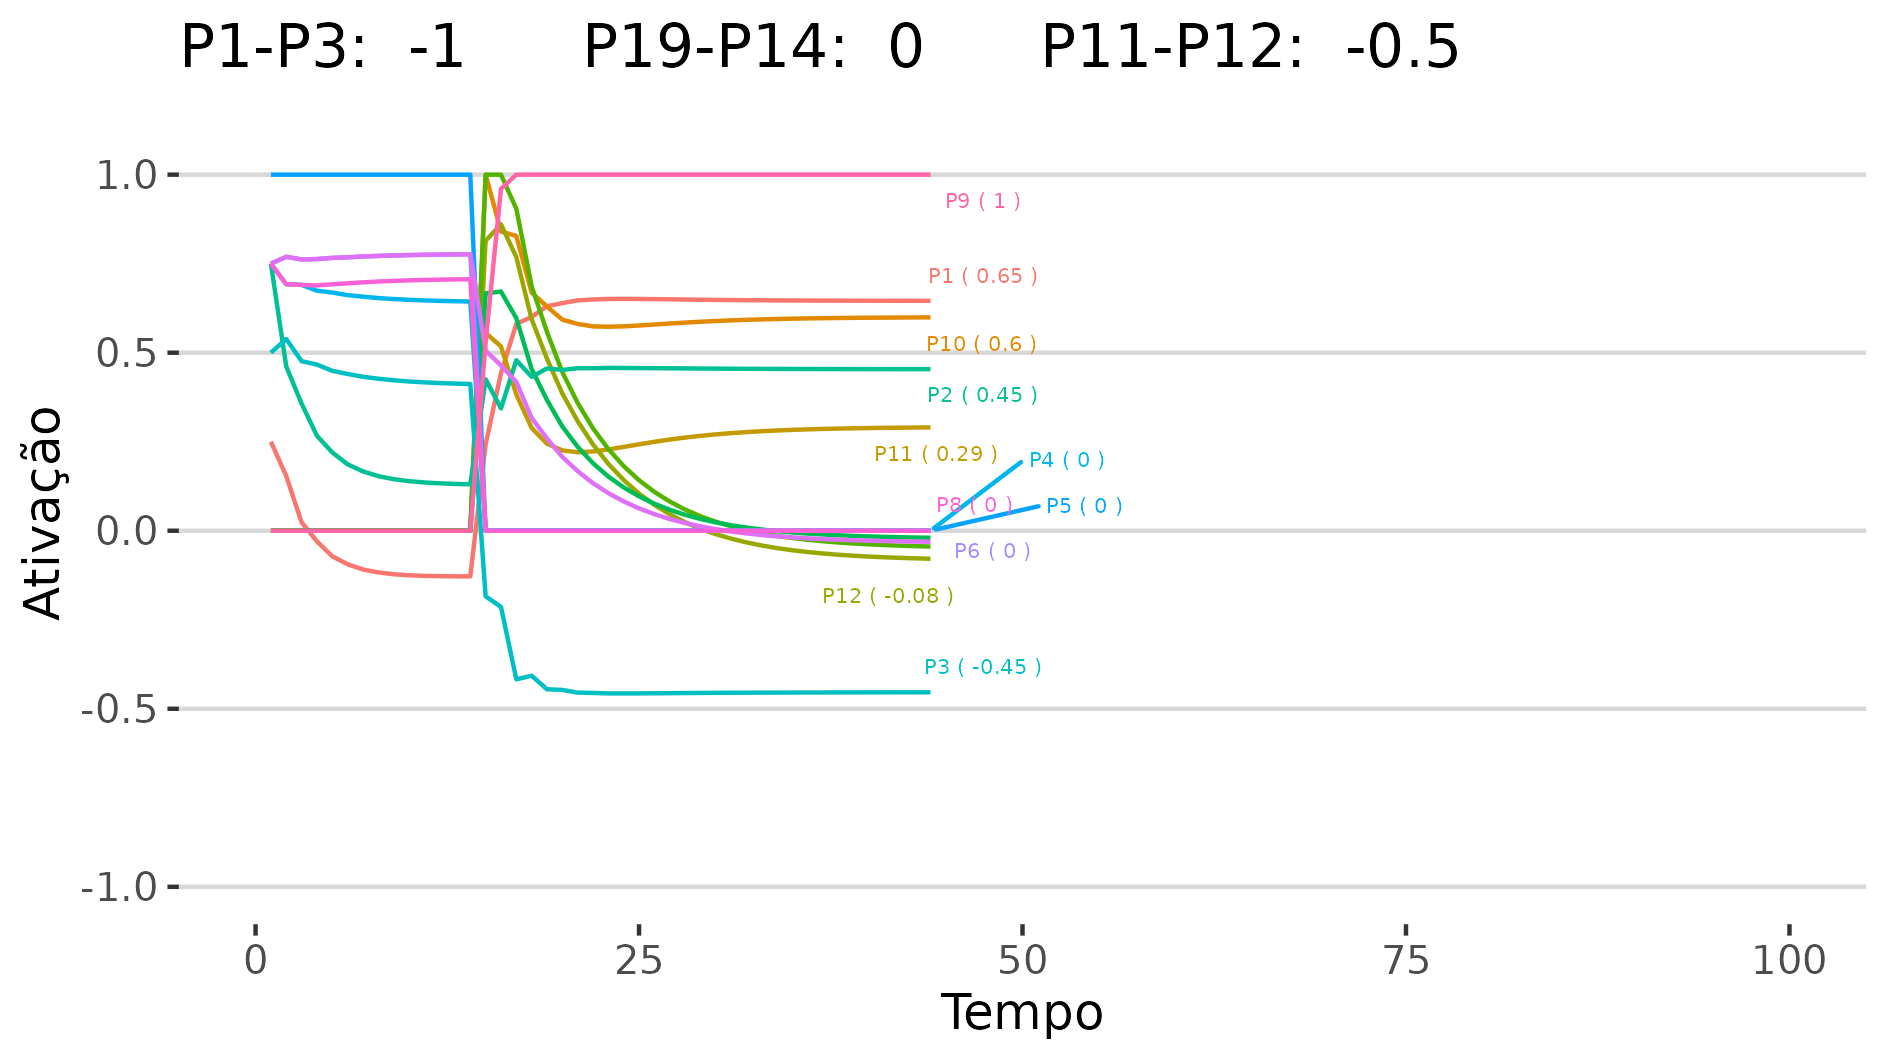 P1-P3: -1 P19-P14: 0 P11-P12: -0.5
1.0
P9 ( 1 )
P1 ( 0.65 )
0.5
P10 ( 0.6 )
P2 ( 0.45 )
P11 ( 0.29 )
P4 ( 0 )
P8 ( 0 )
P5 ( 0 )
0.0
P6 ( 0 )
P12 ( -0.08 )
P3 ( -0.45 )
-0.5
-1.0
Ativação
0 25 50 75 100
Tempo